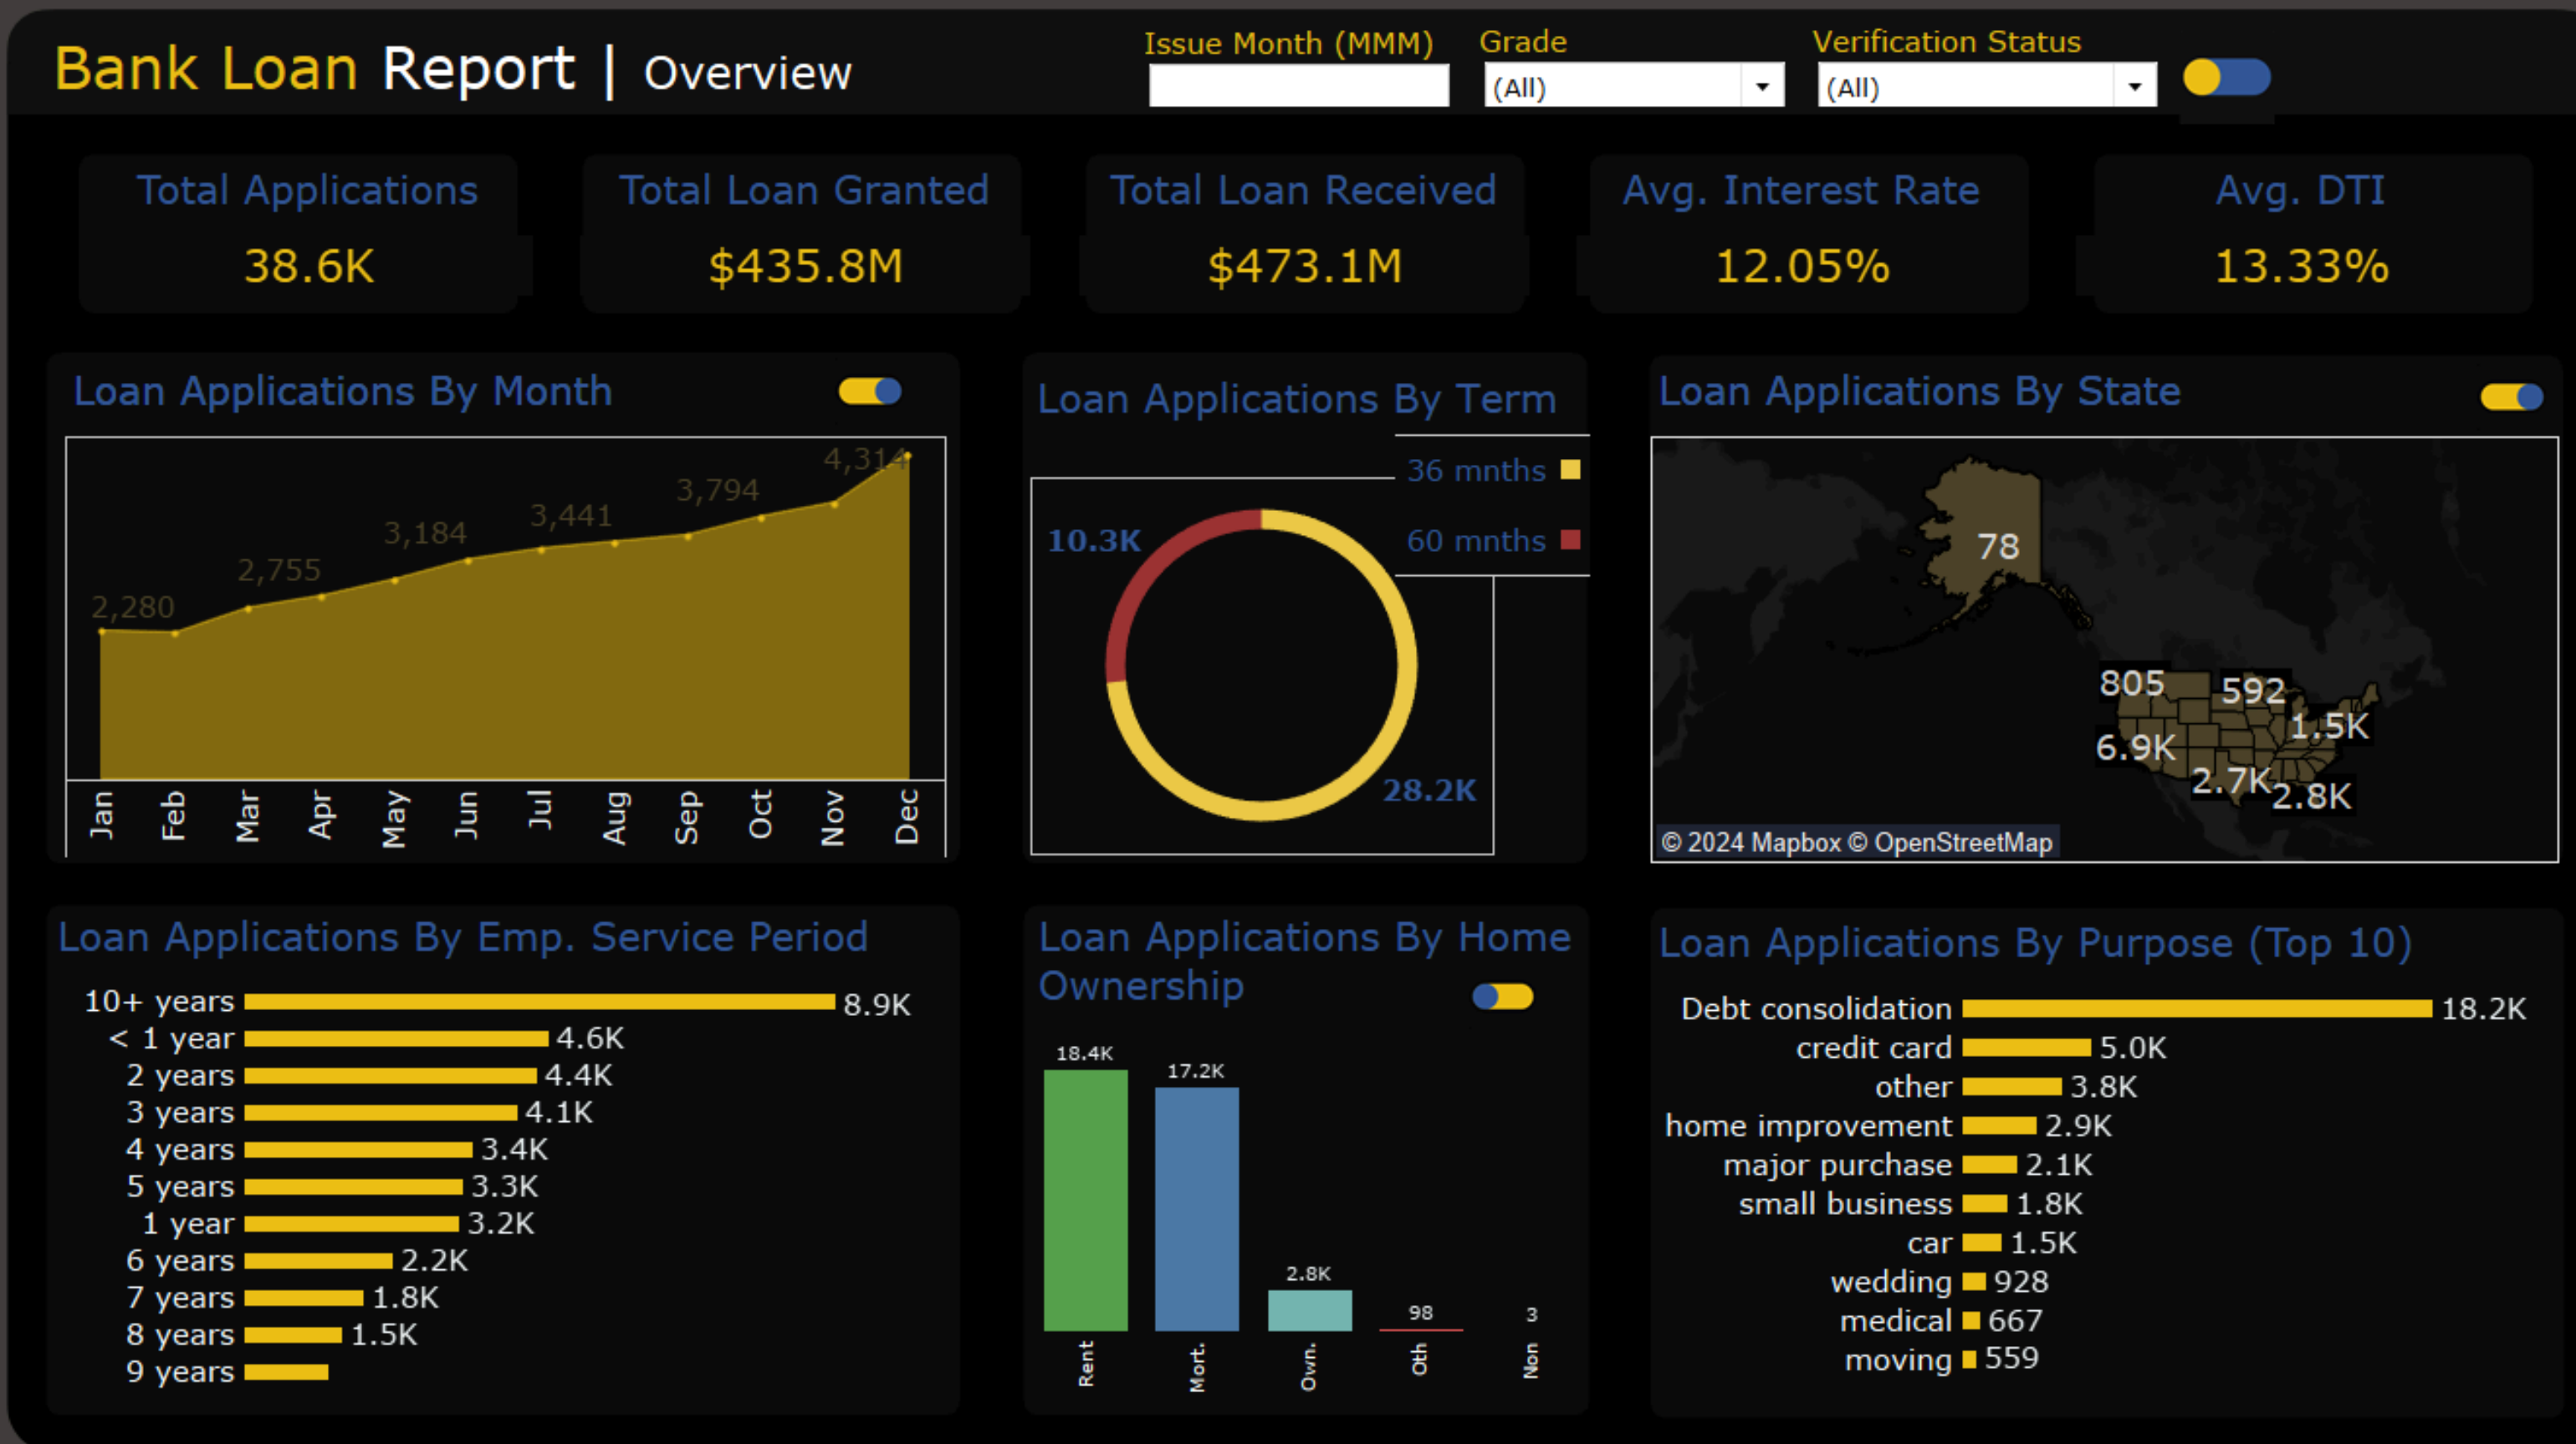 Bank Loan Report | Overview
Issue Month (MMM)
Grade
Verification Status
(All)
(All)
Total Applications
38.6K
Total Loan Granted
$435.8M
Total Loan Received
$473.1M
Avg. Interest Rate
12.05%
Avg. DTI
13.33%
Loan Applications By Month
4,314
3,794
3,441
3,184
2,755
2,280
Jan
Feb
Mar
Apr
May
Jun
Jul
Aug
Sep
Oct
Nov
Dec
Loan Applications By Term
36 mnths
60 mnths
10.3K
28.2K
Loan Applications By State
78
805
592
1.5K
6.9K
2.7K
2.8K
© 2024 Mapbox © OpenStreetMap
Loan Applications By Emp. Service Period
10+ years 8.9K
< 1 year 4.6K
2 years 4.4K
3 years 4.1K
4 years 3.4K
5 years 3.3K
1 year 3.2K
6 years 2.2K
7 years 1.8K
8 years 1.5K
9 years
Loan Applications By Home
Ownership
18.4K
17.2K
2.8K
98
3
Rent
Mort.
Own.
Oth
Non
Loan Applications By Purpose (Top 10)
Debt consolidation 18.2K
credit card 5.0K
other 3.8K
home improvement 2.9K
major purchase 2.1K
small business 1.8K
car 1.5K
wedding 928
medical 667
moving 559